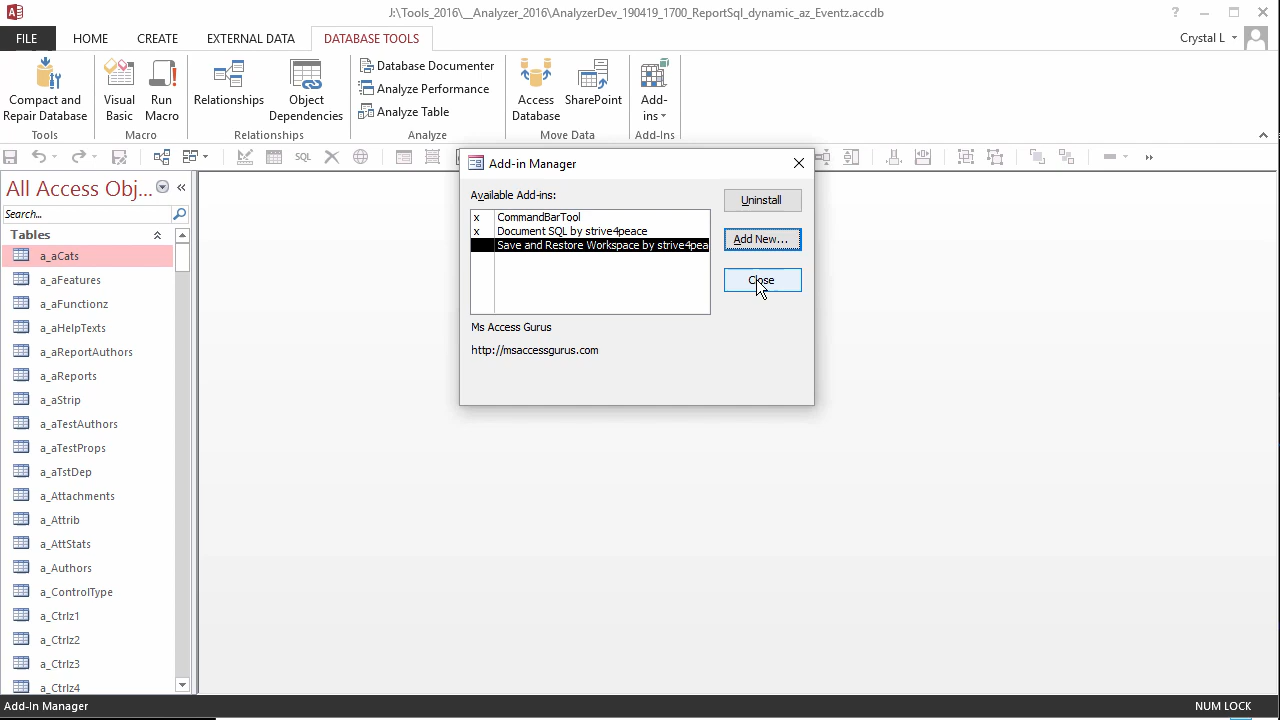 J:\Tools_2016\__Analyzer_2016\AnalyzerDev_190419_1700_ReportSql_dynamic_az_Eventz.accdb
FILE HOME CREATE EXTERNAL DATA DATABASE TOOLS Crystal L
Compact and Repair Database
Visual Basic
Run Macro
Relationships
Object Dependencies
Database Documenter
Analyze Performance
Analyze Table
Access Database
SharePoint
Add-ins
Tools Macro Relationships Analyze Move Data Add-Ins
SQL
All Access Obj...
Search...
Tables
a_aCats
a_aFeatures
a_aFunctionz
a_aHelpTexts
a_aReportAuthors
a_aReports
a_aStrip
a_aTestAuthors
a_aTestProps
a_aTstDep
a_Attachments
a_Attrib
a_AttStats
a_Authors
a_ControlType
a_Ctrlz1
a_Ctrlz2
a_Ctrlz3
a_Ctrlz4
Add-in Manager
Available Add-ins:
x CommandBarTool
x Document SQL by strive4peace
Save and Restore Workspace by strive4pea
Uninstall
Add New...
Close
Ms Access Gurus
http://msaccessgurus.com
Add-In Manager NUM LOCK